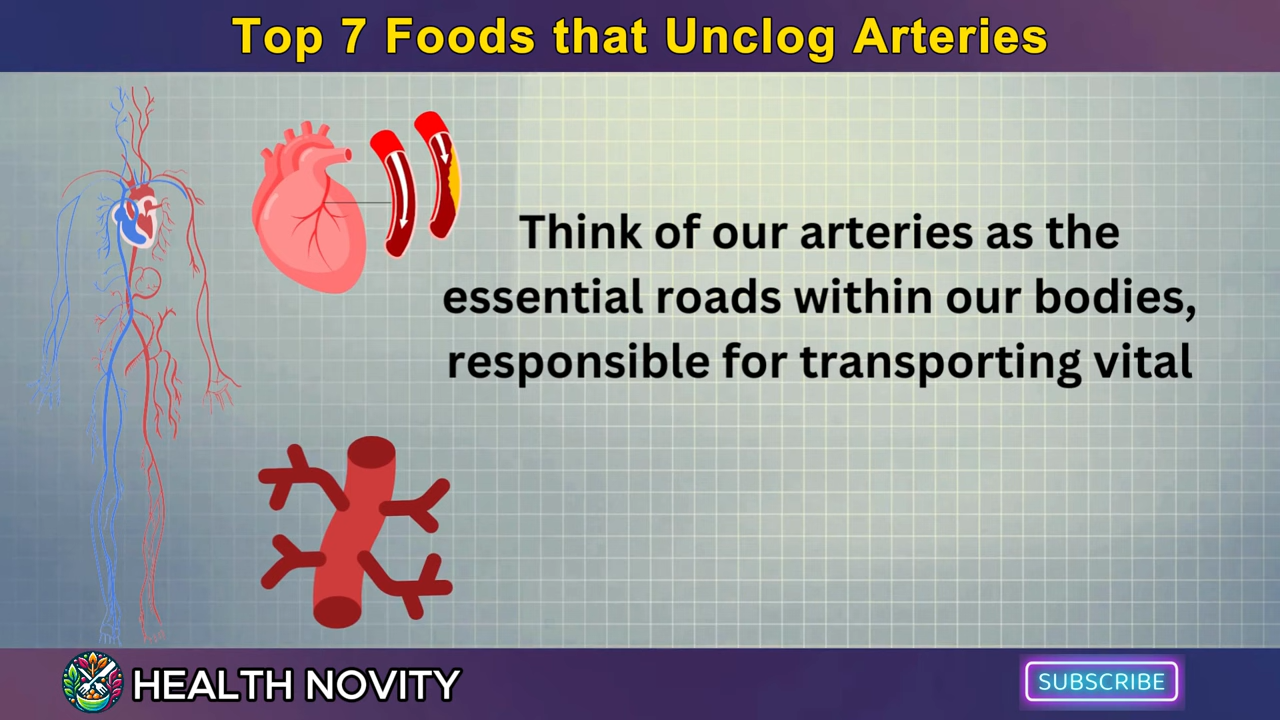 Top 7 Foods that Unclog Arteries
Think of our arteries as the
essential roads within our bodies,
responsible for transporting vital
HEALTH NOVITY
SUBSCRIBE